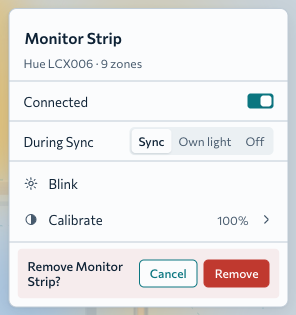 Monitor Strip
Hue LCX006 · 9 zones
Connected
During Sync Sync Own light Off
Blink
Calibrate 100%
Remove Monitor
Strip?
Cancel Remove